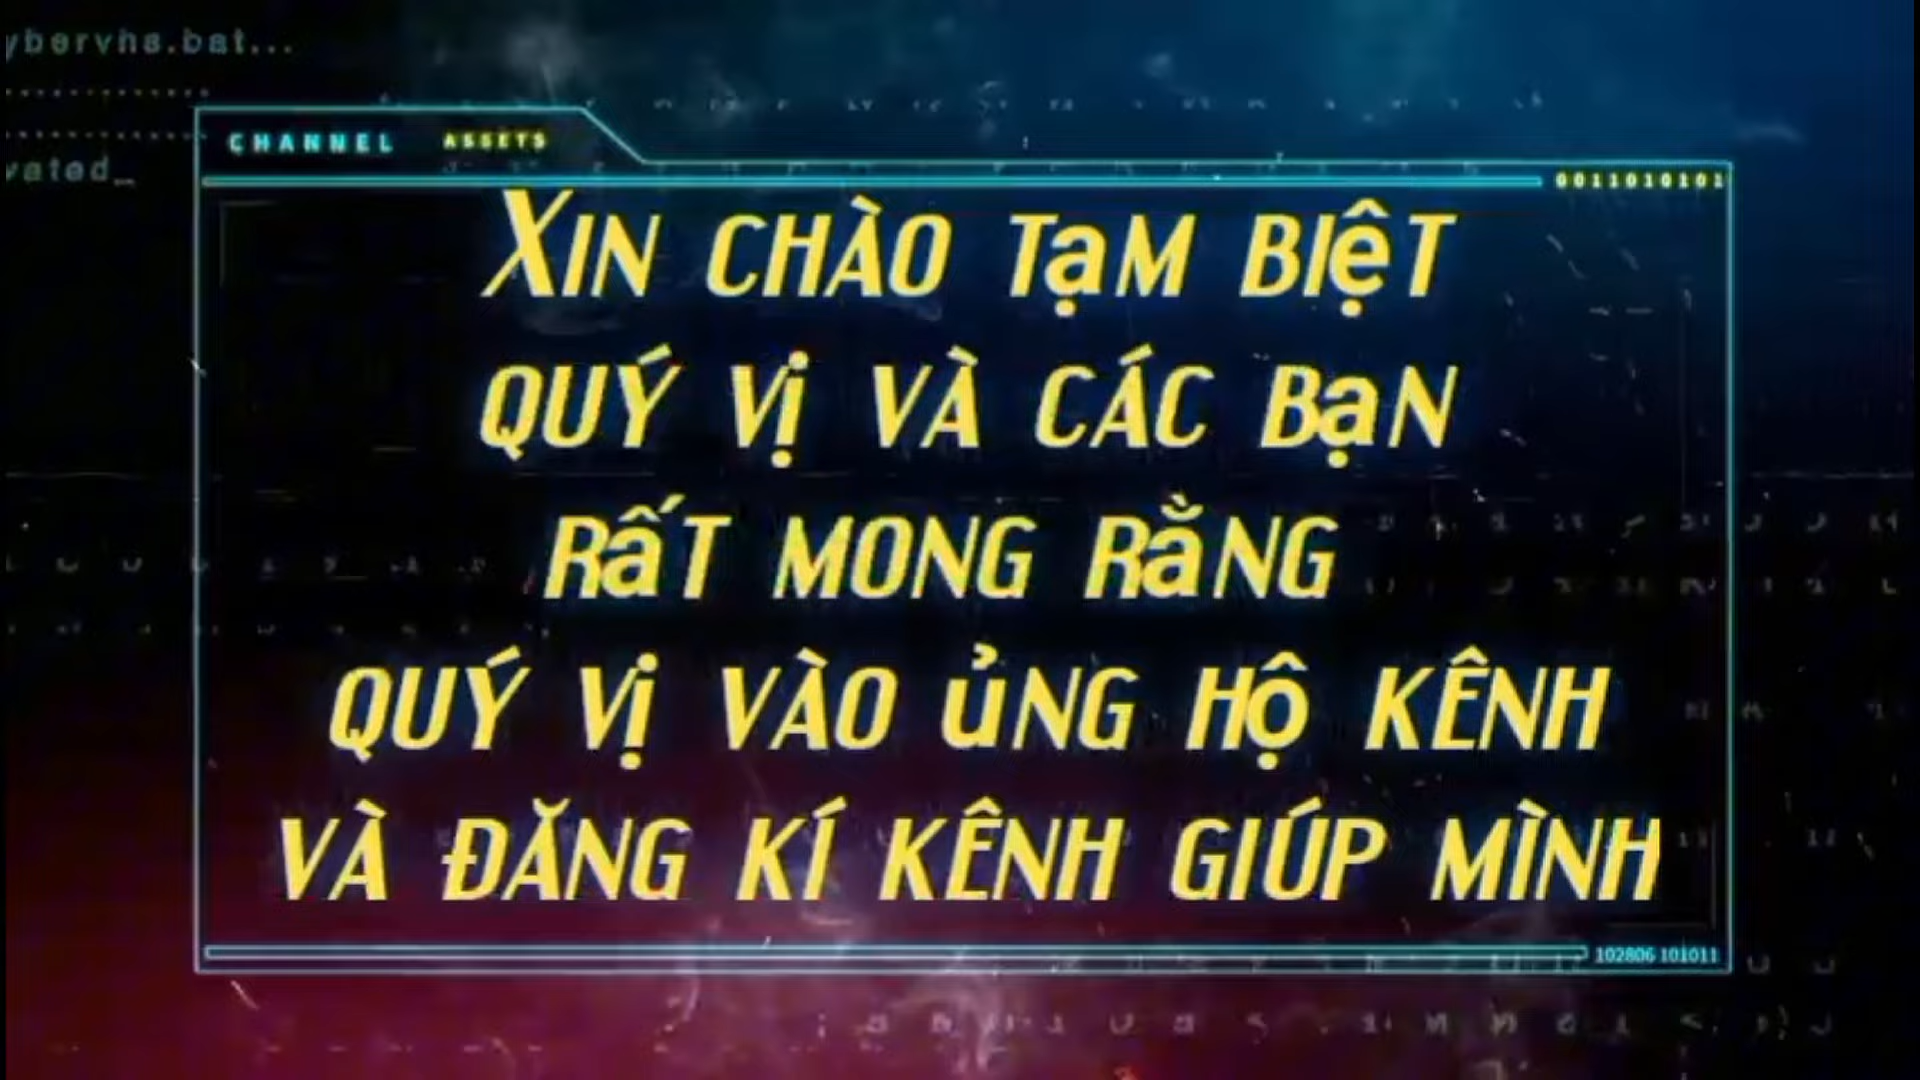 ybervhs.bat...
CHANNEL ASSETS
vated_
0011010101
XIN CHÀO TẠM BIỆT
QUÝ VỊ VÀ CÁC BẠN
RẤT MONG RẰNG
QUÝ VỊ VÀO ỦNG HỘ KÊNH
VÀ ĐĂNG KÍ KÊNH GIÚP MÌNH
102806 101011